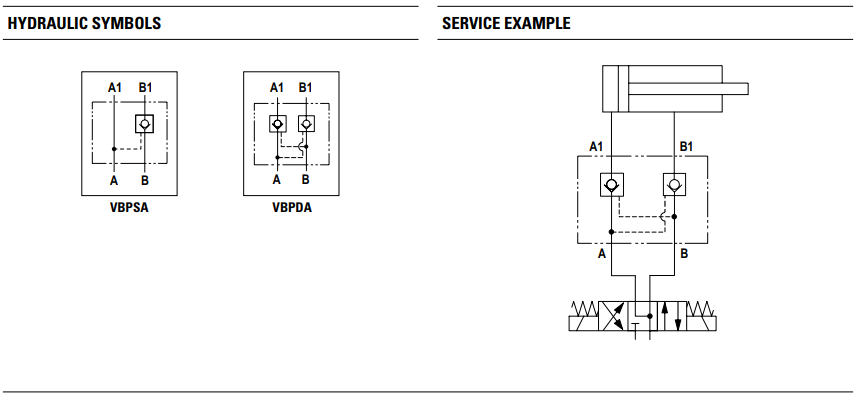 HYDRAULIC SYMBOLS
SERVICE EXAMPLE
A1 B1
A B
VBPSA
A1 B1
A B
VBPDA
A1 B1
A B